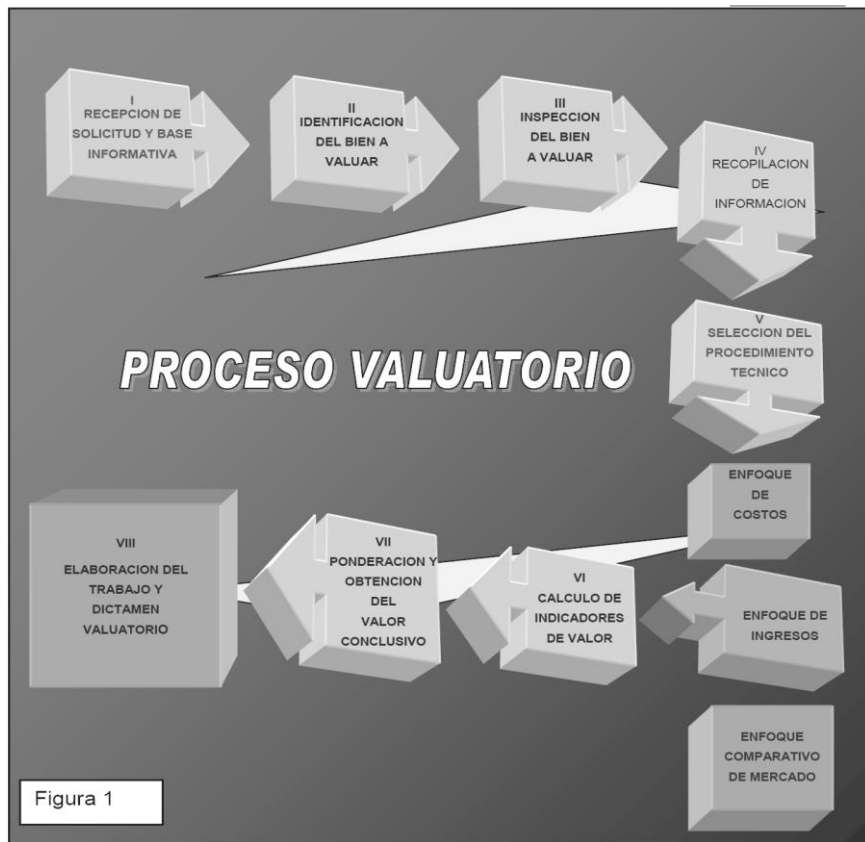 I
RECEPCION DE
SOLICITUD Y BASE
INFORMATIVA
II
IDENTIFICACION
DEL BIEN A
VALUAR
III
INSPECCION
DEL BIEN
A VALUAR
IV
RECOPILACION
DE
INFORMACION
V
SELECCION DEL
PROCEDIMIENTO
TECNICO
PROCESO VALUATORIO
ENFOQUE
DE
COSTOS
ENFOQUE DE
INGRESOS
ENFOQUE
COMPARATIVO
DE MERCADO
VI
CALCULO DE
INDICADORES
DE VALOR
VII
PONDERACION Y
OBTENCION
DEL
VALOR
CONCLUSIVO
VIII
ELABORACION DEL
TRABAJO Y
DICTAMEN
VALUATORIO
Figura 1